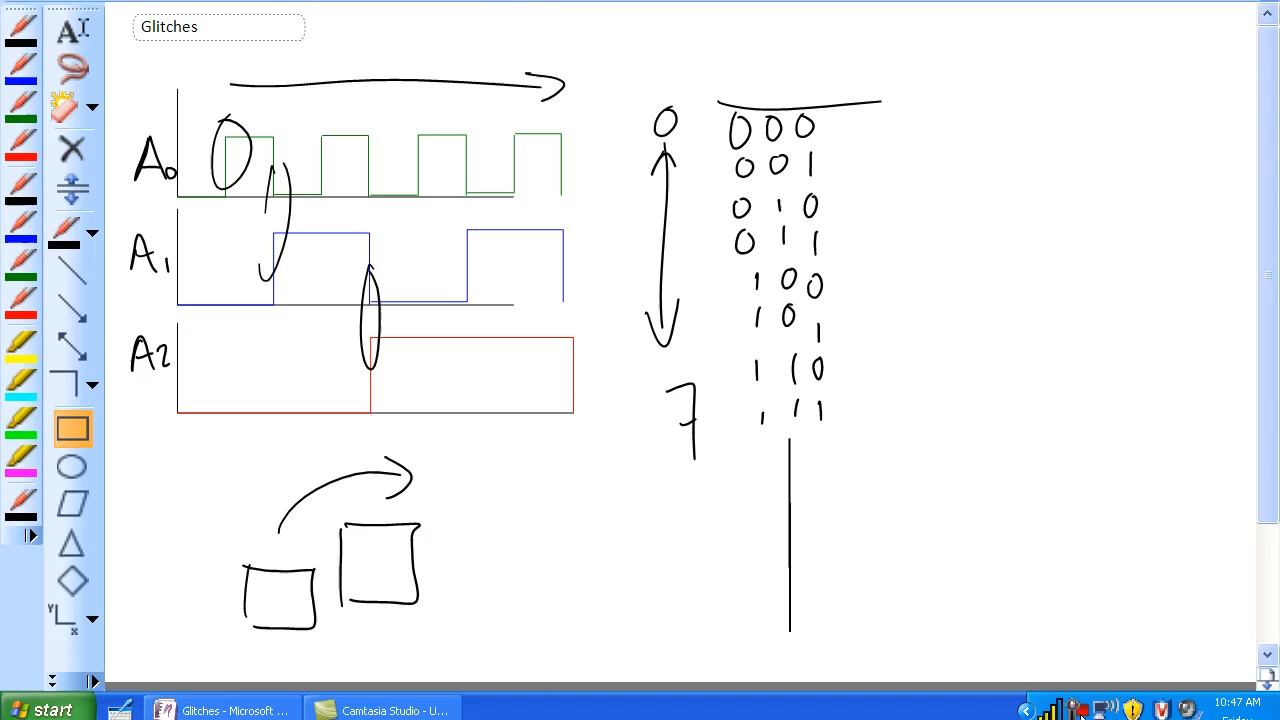 Glitches
A0
A1
A2
0
7
000
001
010
011
100
101
110
111
start
Glitches - Microsoft ...
Camtasia Studio - U...
10:47 AM